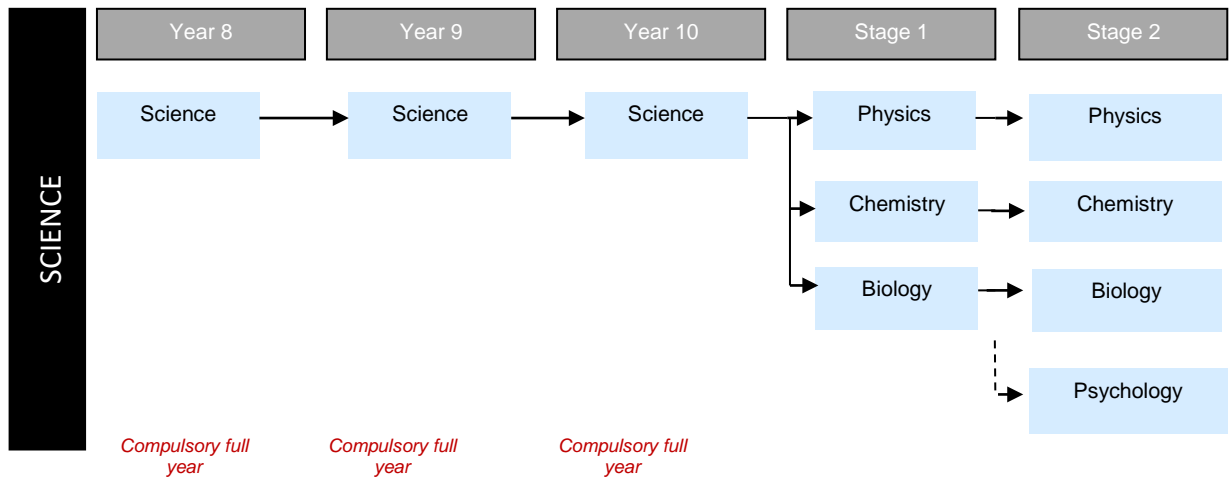 SCIENCE
Year 8
Year 9
Year 10
Stage 1
Stage 2
Science
Science
Science
Physics
Physics
Chemistry
Chemistry
Biology
Biology
Psychology
Compulsory full
year
Compulsory full
year
Compulsory full
year